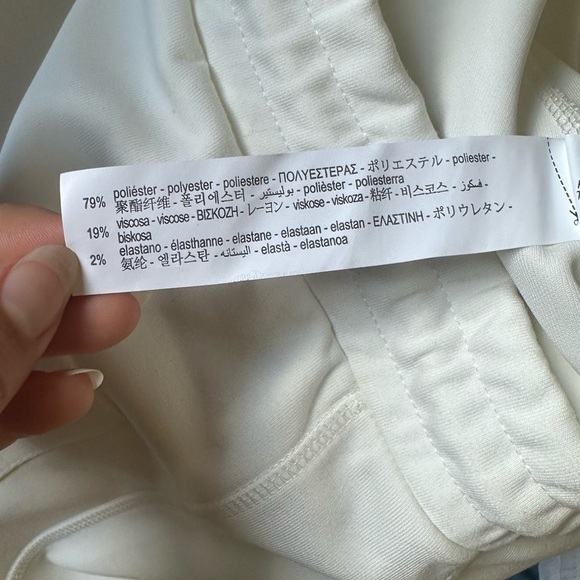 79% poliéster - polyester - poliestere - ΠΟΛΥΕΣΤΕΡΑΣ - ポリエステル - poliester -
聚酯纤维 - 폴리에스터 - بوليستير - polièster - poliesterra
19% viscosa - viscose - ΒΙΣΚΟΖΗ - レーヨン - viskose - viskoza - 粘纤 - 비스코스 - فسكوز -
biskosa
2% elastano - élasthanne - elastane - elastaan - elastan - ΕΛΑΣΤΙΝΗ - ポリウレタン -
氨纶 - 엘라스탄 - اليستانه - elastà - elastanoa